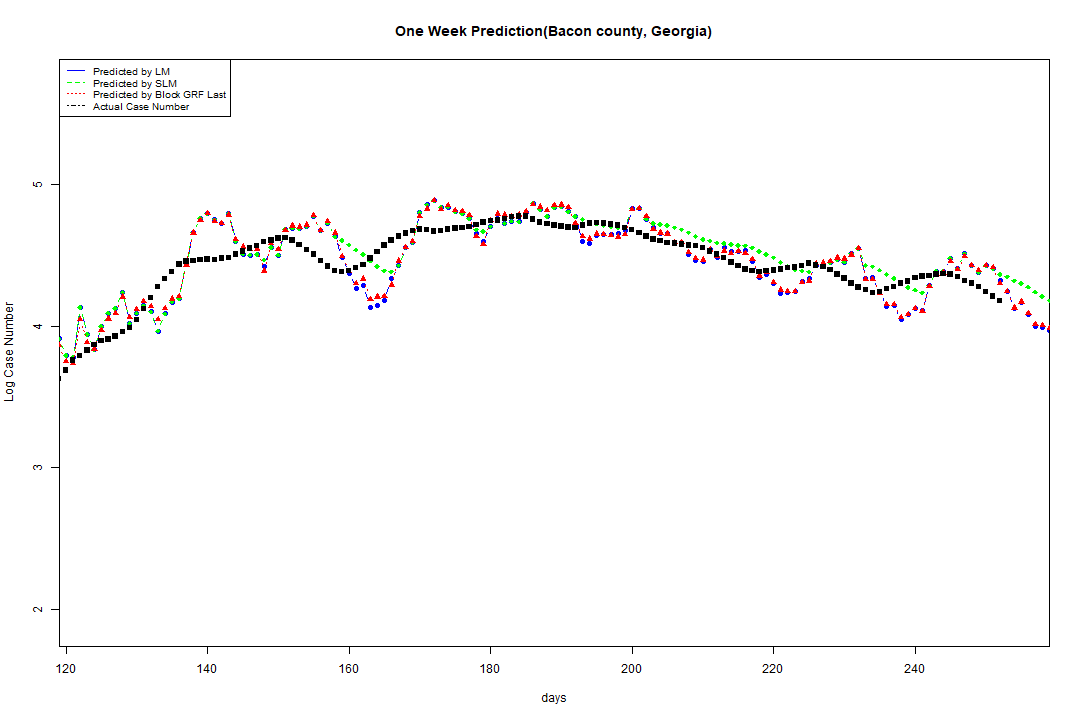 One Week Prediction(Bacon county, Georgia)
Predicted by LM
Predicted by SLM
Predicted by Block GRF Last
Actual Case Number
5
4
3
2
Log Case Number
120 140 160 180 200 220 240
days